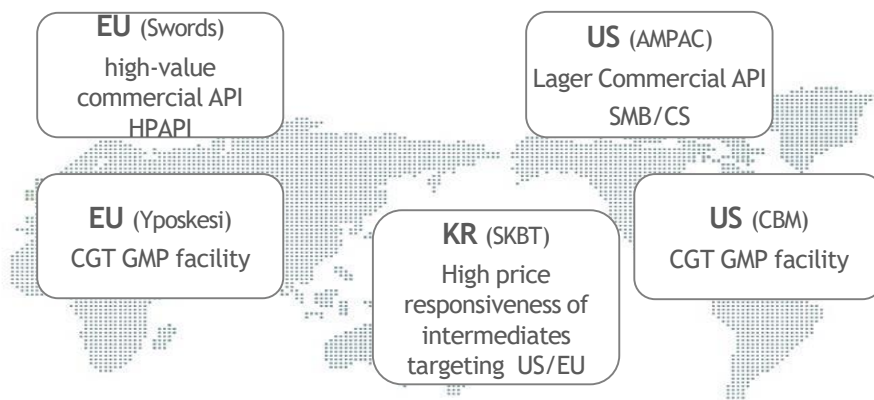 EU (Swords)
high-value
commercial API
HPAPI
US (AMPAC)
Lager Commercial API
SMB/CS
EU (Yposkesi)
CGT GMP facility
KR (SKBT)
High price
responsiveness of
intermediates
targeting US/EU
US (CBM)
CGT GMP facility